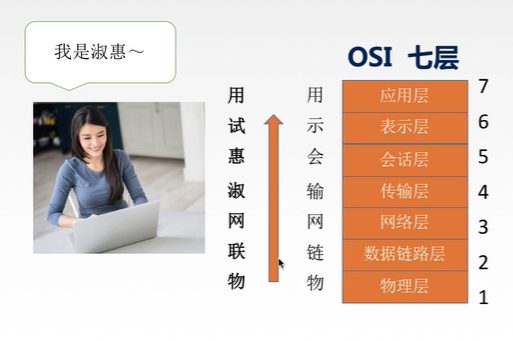 我是淑惠～
OSI 七层
用 用 应用层 7
试 示 表示层 6
惠 会 会话层 5
淑 输 传输层 4
网 网 网络层 3
联 链 数据链路层 2
物 物 物理层 1